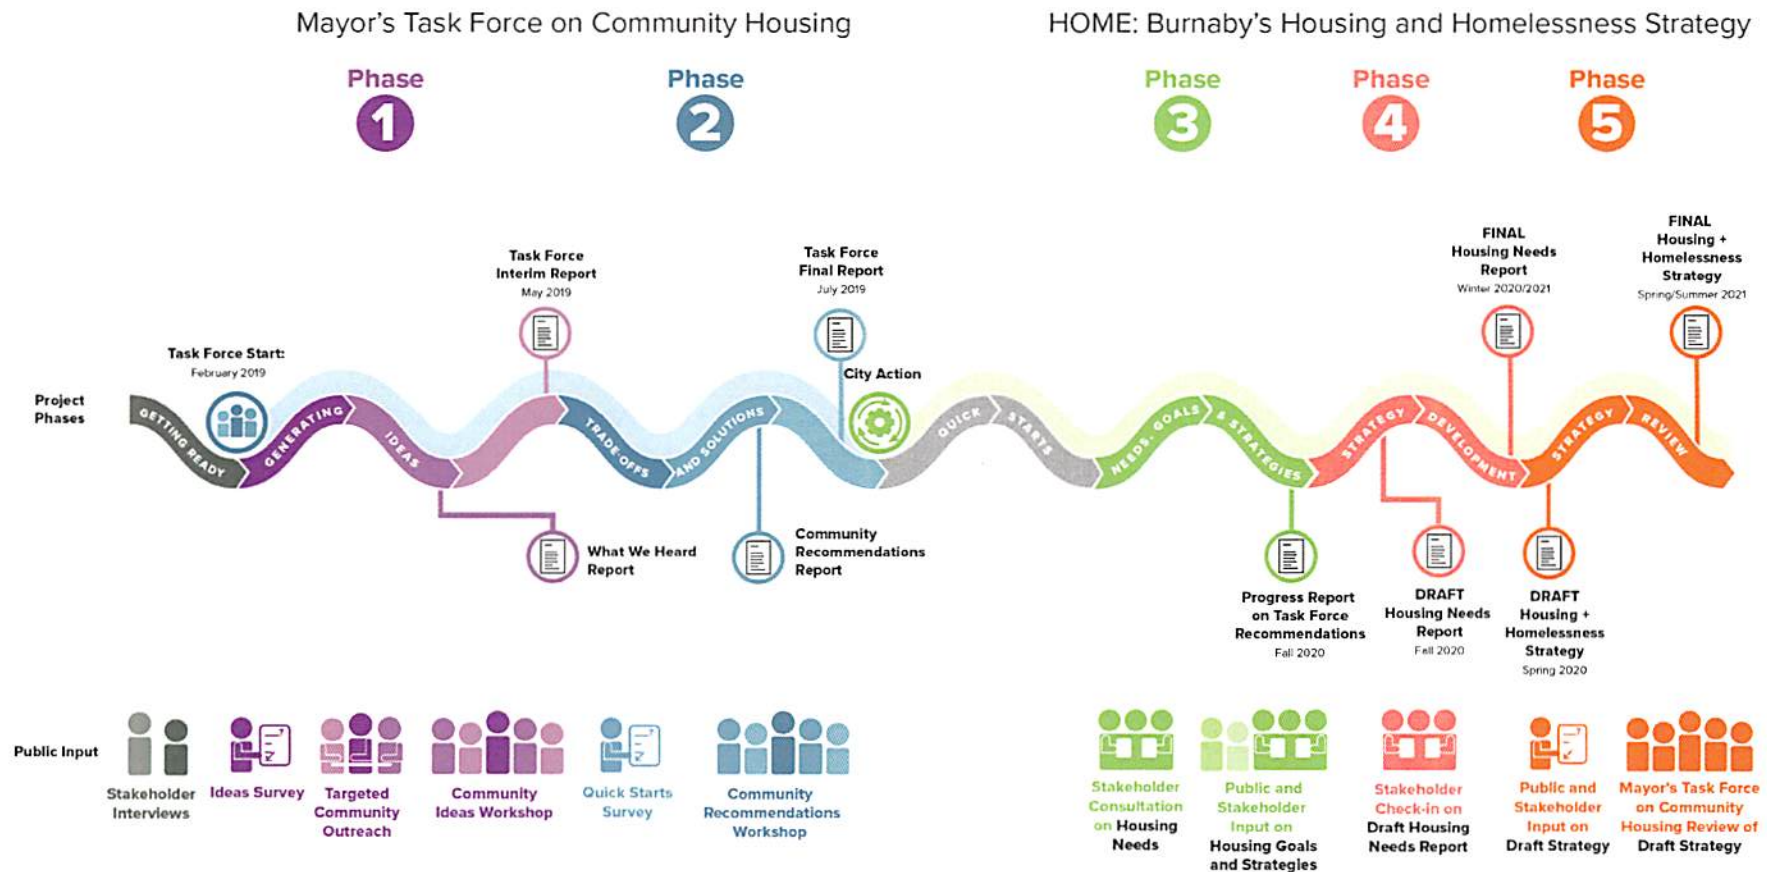 Mayor's Task Force on Community Housing
HOME: Burnaby's Housing and Homelessness Strategy
Phase
1
Phase
2
Phase
3
Phase
4
Phase
5
Task Force Start:
February 2019
Task Force
Interim Report
May 2019
Task Force
Final Report
July 2019
City Action
FINAL
Housing Needs
Report
Winter 2020/2021
FINAL
Housing +
Homelessness
Strategy
Spring/Summer 2021
Project
Phases
GETTING READY
GENERATING
IDEAS
TRADE-OFFS
AND SOLUTIONS
QUICK
STARTS
NEEDS, GOALS
& STRATEGIES
STRATEGY
DEVELOPMENT
STRATEGY
REVIEW
What We Heard
Report
Community
Recommendations
Report
Progress Report
on Task Force
Recommendations
Fall 2020
DRAFT
Housing Needs
Report
Fall 2020
DRAFT
Housing +
Homelessness
Strategy
Spring 2020
Public Input
Stakeholder
Interviews
Ideas Survey
Targeted
Community
Outreach
Community
Ideas Workshop
Quick Starts
Survey
Community
Recommendations
Workshop
Stakeholder
Consultation
on Housing
Needs
Public and
Stakeholder
Input on
Housing Goals
and Strategies
Stakeholder
Check-in on
Draft Housing
Needs Report
Public and
Stakeholder
Input on
Draft Strategy
Mayor's Task Force
on Community
Housing Review of
Draft Strategy